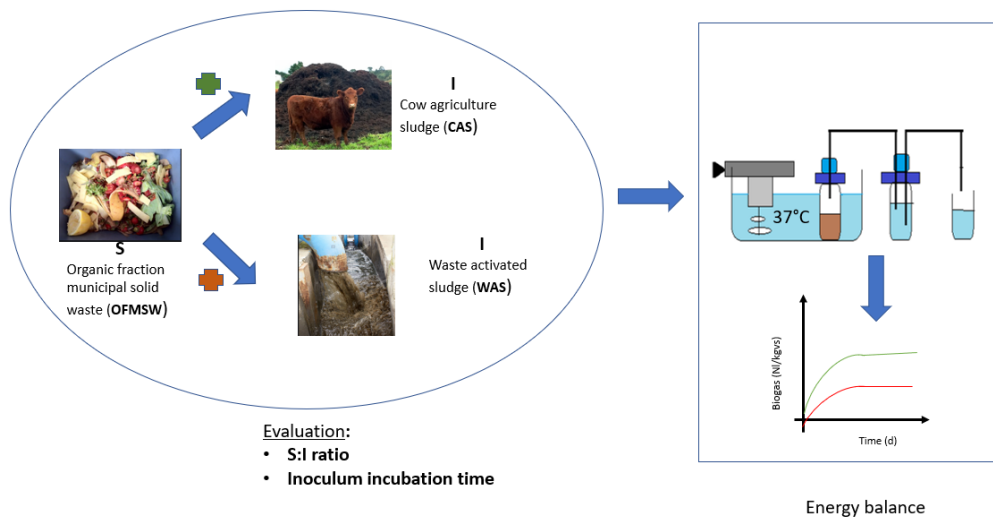 I
Cow agriculture
sludge (CAS)
S
Organic fraction
municipal solid
waste (OFMSW)
I
Waste activated
sludge (WAS)
Evaluation:
• S:I ratio
• Inoculum incubation time
37°C
Biogas (Nl/kgvs)
Time (d)
Energy balance